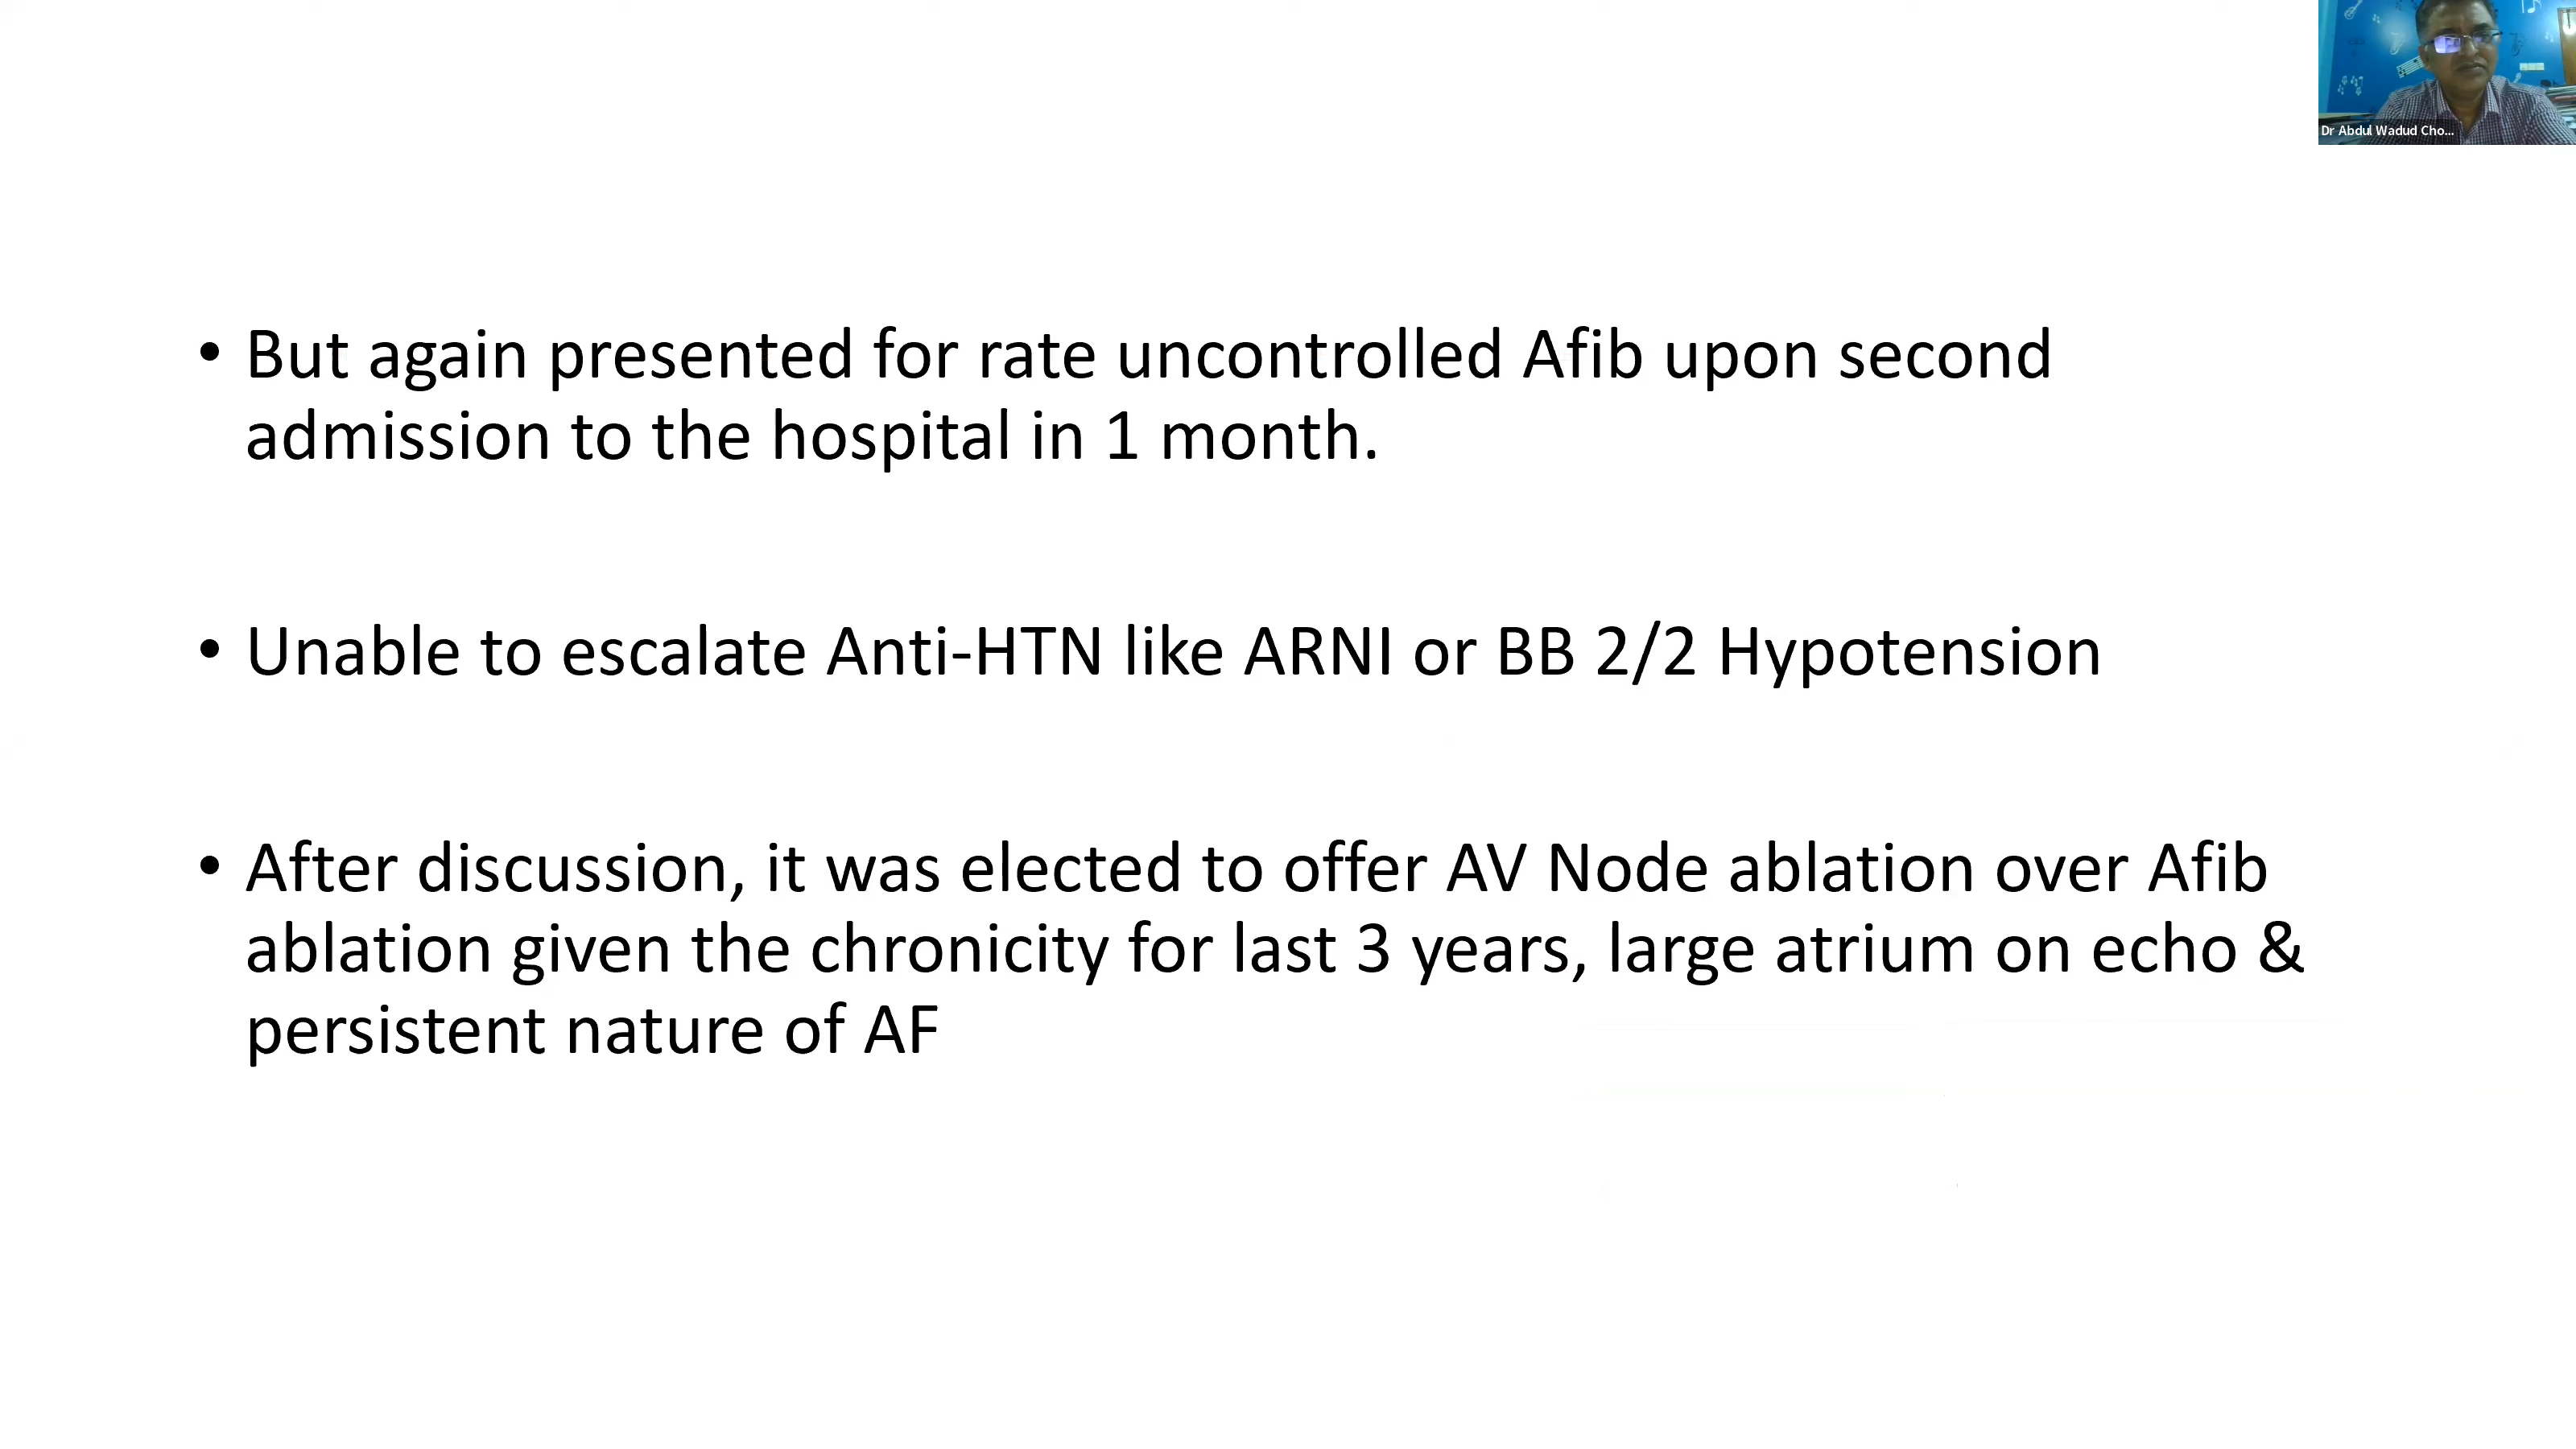 Dr Abdul Wadud Cho...
• But again presented for rate uncontrolled Afib upon second
admission to the hospital in 1 month.
• Unable to escalate Anti-HTN like ARNI or BB 2/2 Hypotension
• After discussion, it was elected to offer AV Node ablation over Afib
ablation given the chronicity for last 3 years, large atrium on echo &
persistent nature of AF